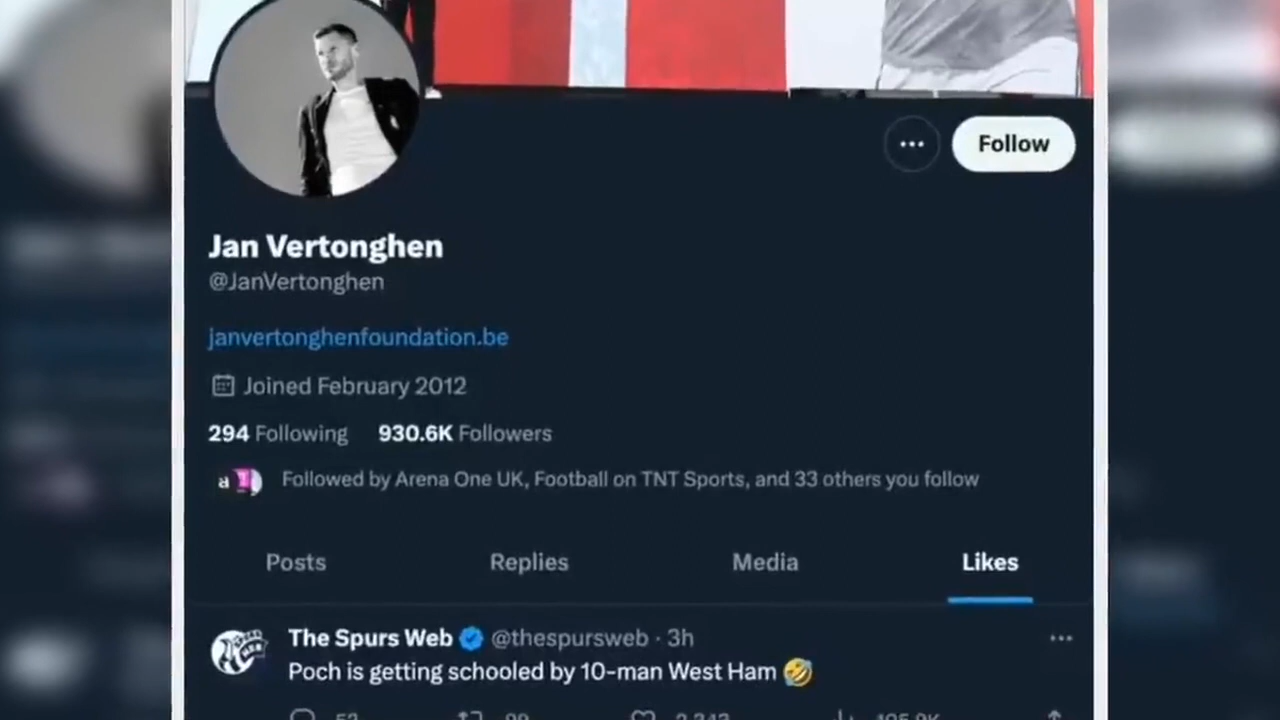 Follow
Jan Vertonghen
@JanVertonghen
janvertonghenfoundation.be
Joined February 2012
294 Following 930.6K Followers
Followed by Arena One UK, Football on TNT Sports, and 33 others you follow
Posts Replies Media Likes
The Spurs Web @thespursweb · 3h
Poch is getting schooled by 10-man West Ham 🤣